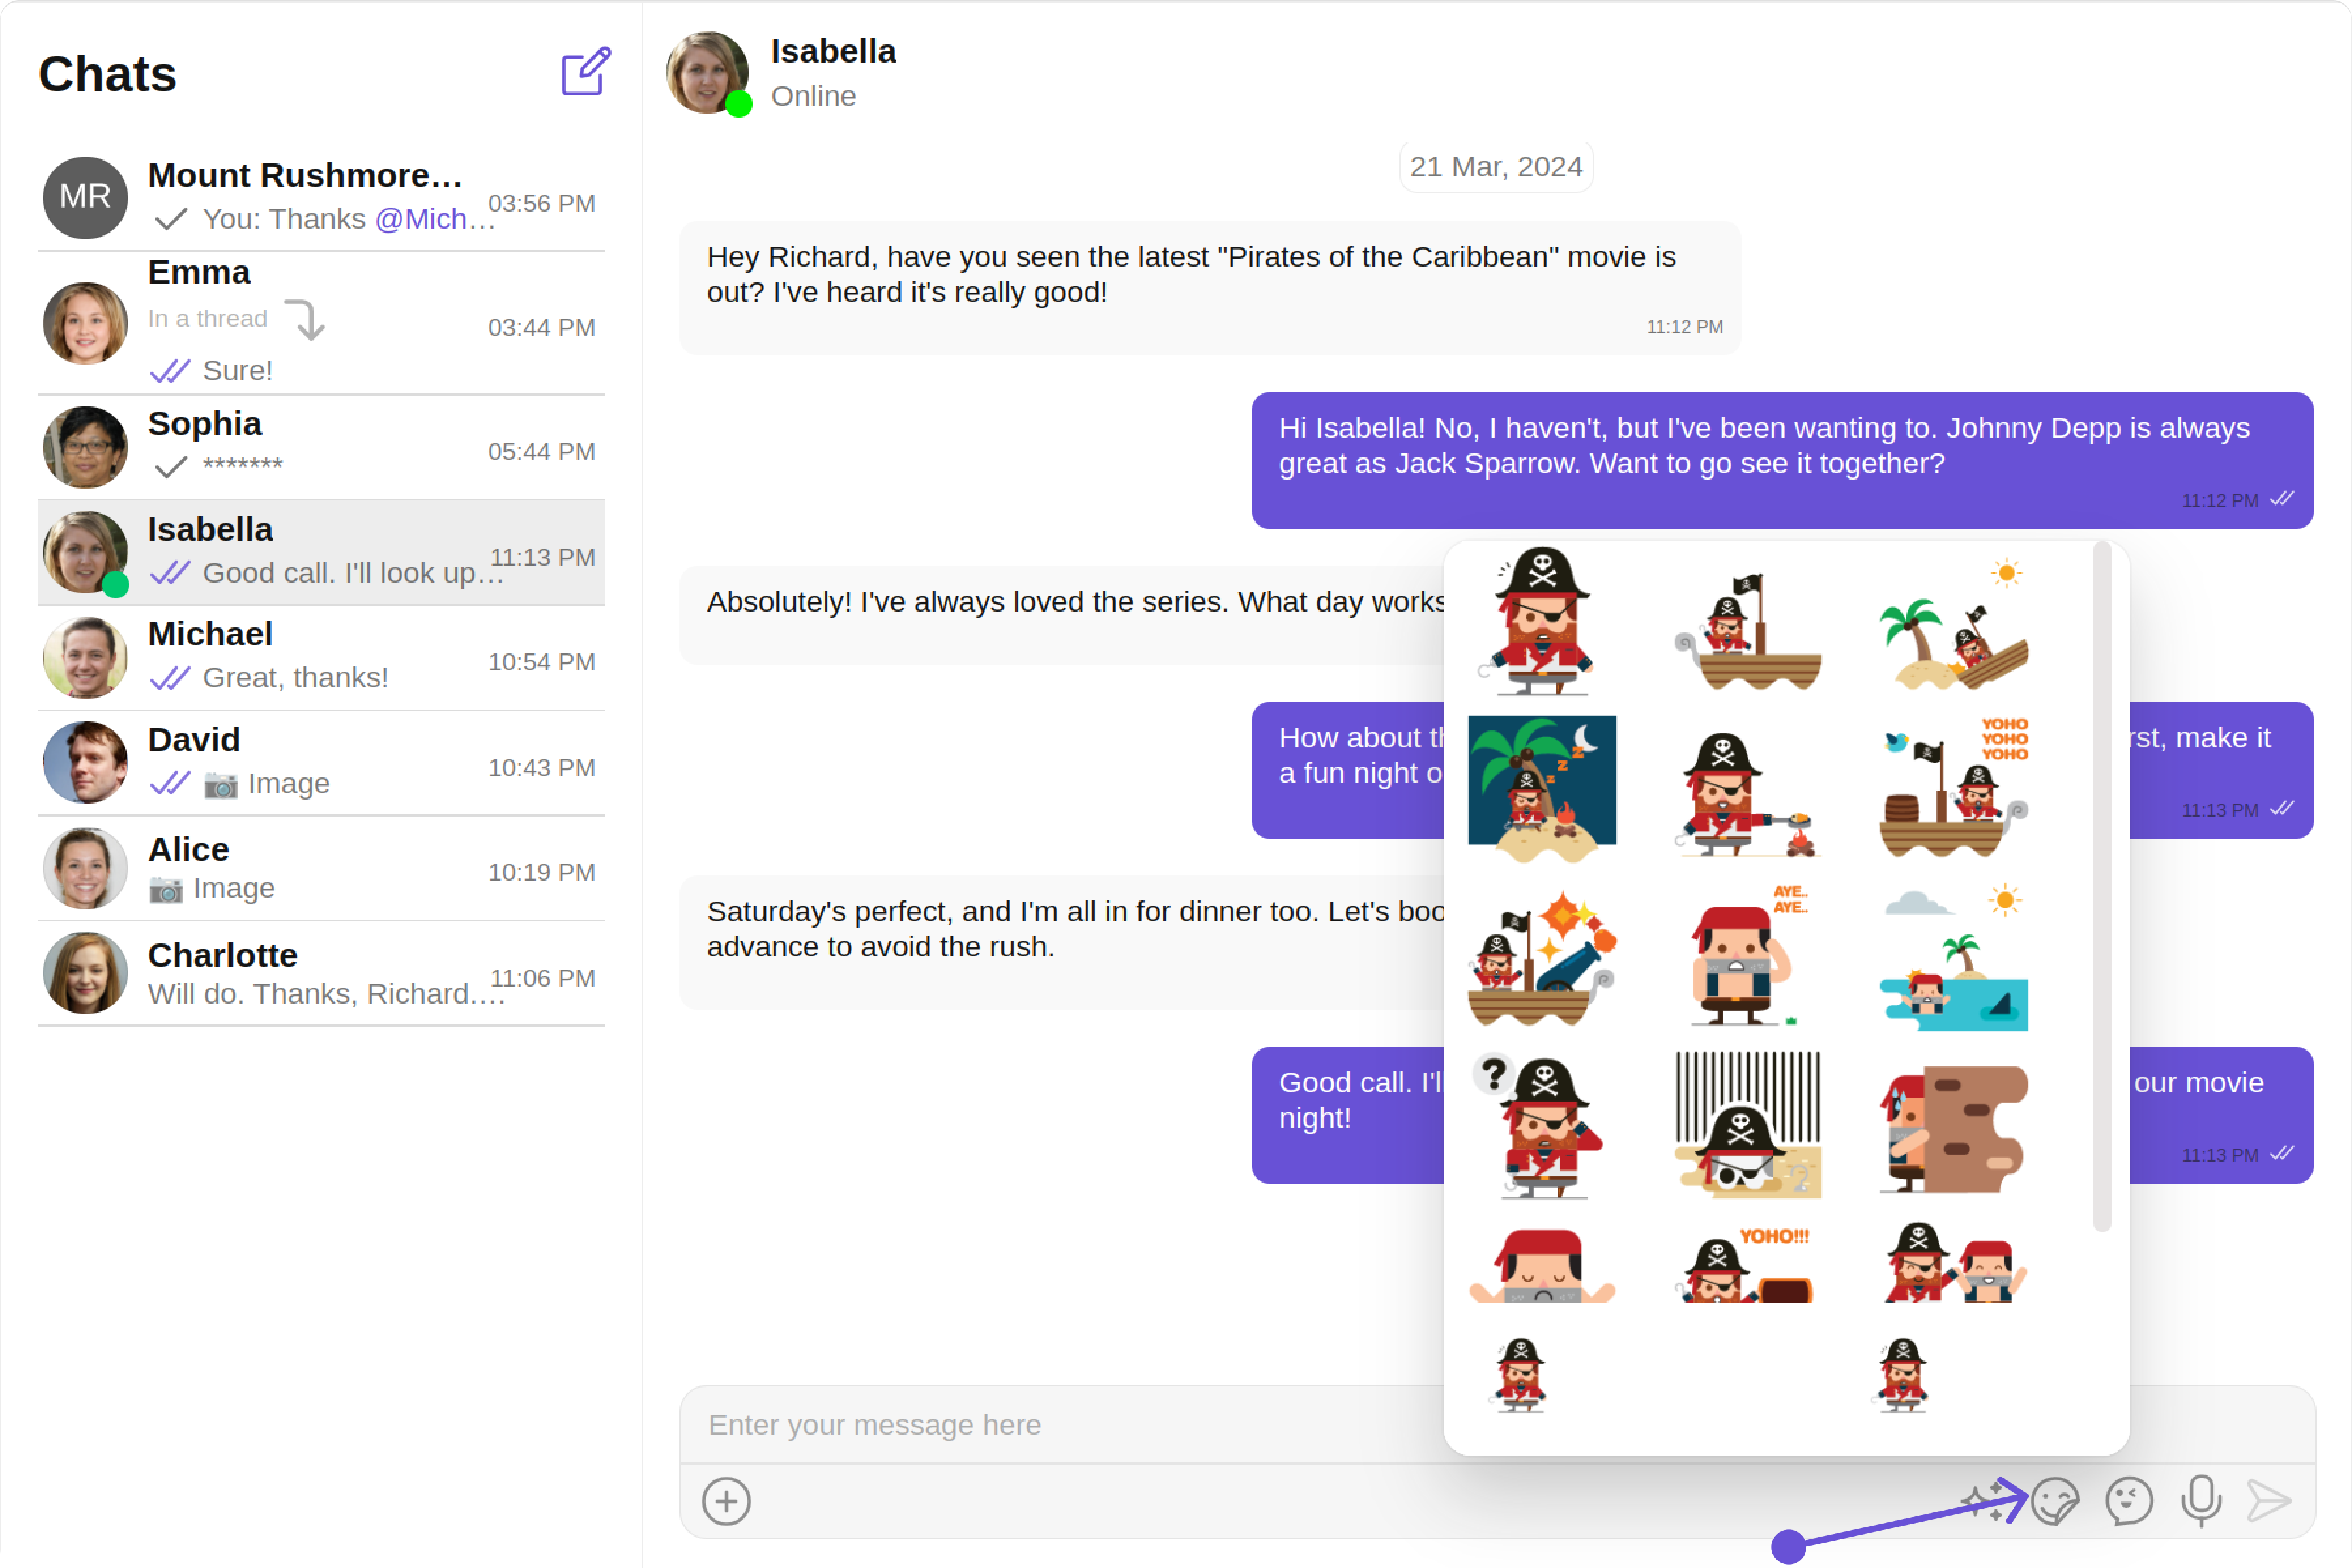 Chats
MR
Mount Rushmore…
You: Thanks @Mich…
03:56 PM
Emma
In a thread
Sure!
03:44 PM
Sophia
*******
05:44 PM
Isabella
Good call. I'll look up…
11:13 PM
Michael
Great, thanks!
10:54 PM
David
Image
10:43 PM
Alice
Image
10:19 PM
Charlotte
Will do. Thanks, Richard.…
11:06 PM
Isabella
Online
21 Mar, 2024
Hey Richard, have you seen the latest "Pirates of the Caribbean" movie is
out? I've heard it's really good!
11:12 PM
Hi Isabella! No, I haven't, but I've been wanting to. Johnny Depp is always
great as Jack Sparrow. Want to go see it together?
11:12 PM
Absolutely! I've always loved the series. What day works
How about
make it
a fun night
11:13 PM
Saturday's perfect, and I'm all in for dinner too. Let's
advance to avoid the rush.
Good call.
our movie
night!
11:13 PM
z z z
YOHO
YOHO
YOHO
AYE..
AYE..
?
YOHO!!!
Enter your message here